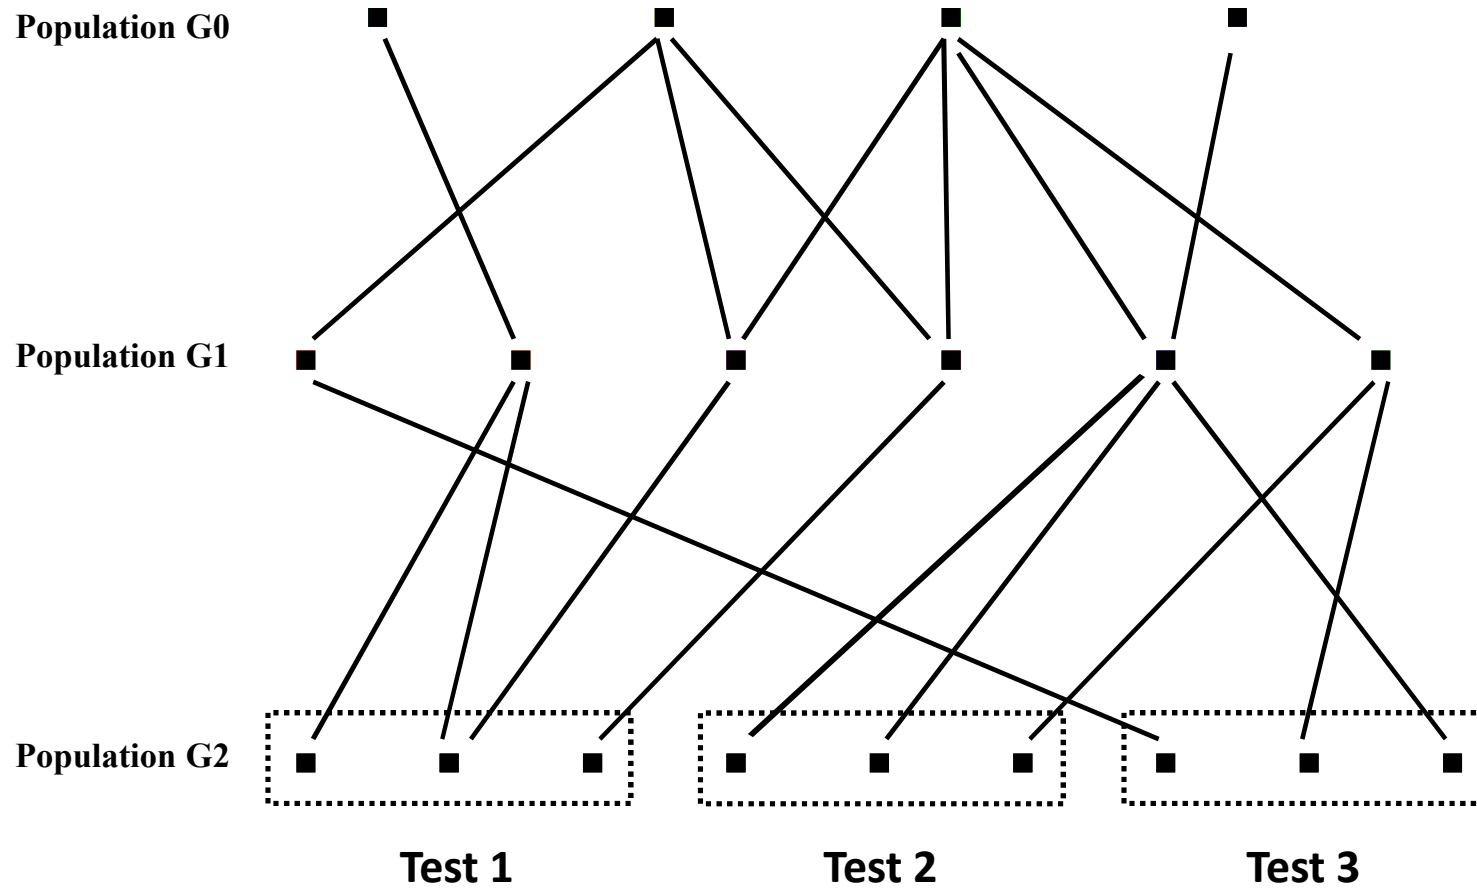 Population G0
Population G1
Population G2
Test 1
Test 2
Test 3